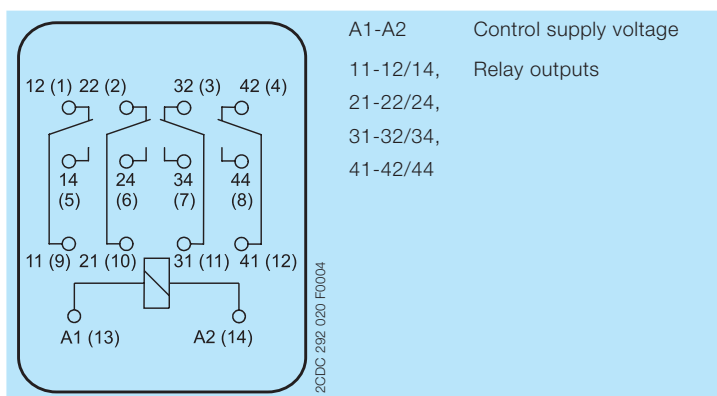 12 (1) 22 (2) 32 (3) 42 (4)
14 24 34 44
(5) (6) (7) (8)
11 (9) 21 (10) 31 (11) 41 (12)
A1 (13) A2 (14)
2CDC 292 020 F0004
A1-A2 Control supply voltage
11-12/14, Relay outputs
21-22/24,
31-32/34,
41-42/44